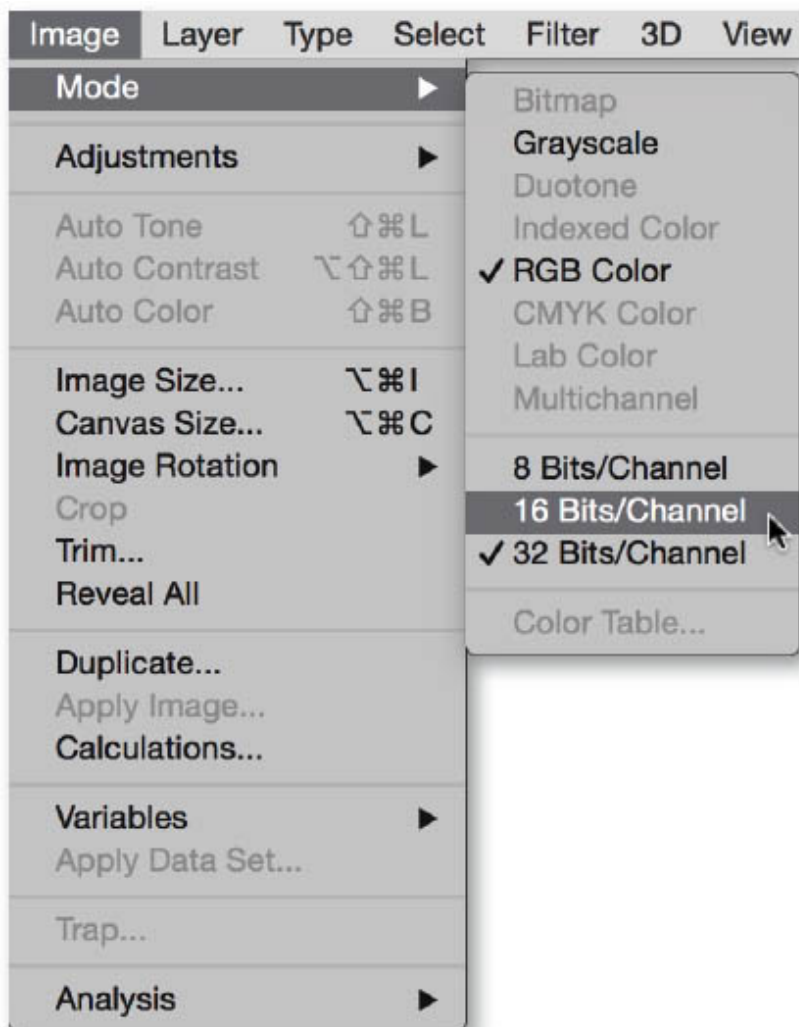 Image Layer Type Select Filter 3D View
Mode ▶
Adjustments ▶
Auto Tone ⇧⌘L
Auto Contrast ⌥⇧⌘L
Auto Color ⇧⌘B
Image Size... ⌥⌘I
Canvas Size... ⌥⌘C
Image Rotation ▶
Crop
Trim...
Reveal All
Duplicate...
Apply Image...
Calculations...
Variables ▶
Apply Data Set...
Trap...
Analysis ▶
Bitmap
Grayscale
Duotone
Indexed Color
✓ RGB Color
CMYK Color
Lab Color
Multichannel
8 Bits/Channel
16 Bits/Channel
✓ 32 Bits/Channel
Color Table...